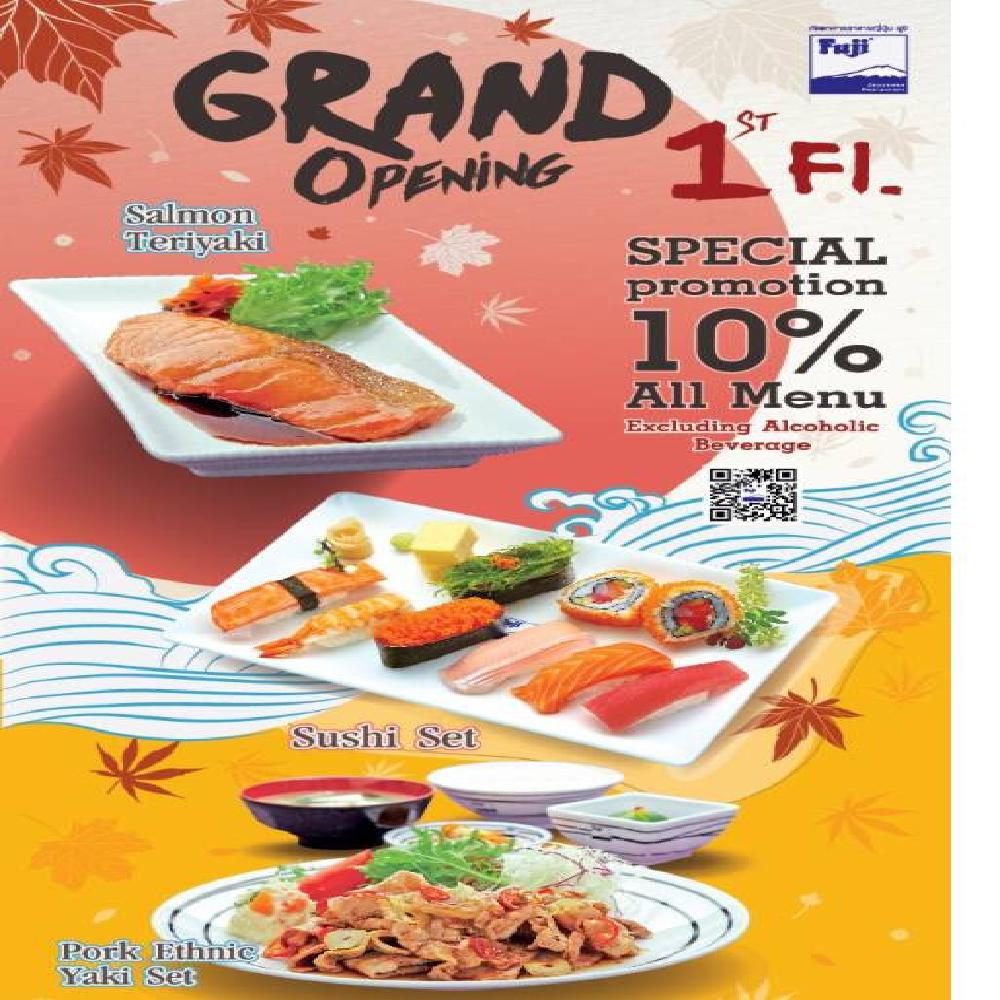 GRAND
OPENiNG
1ST Fl.
Fuji
Salmon
Teriyaki
SPECIAL
promotion
10%
All Menu
Excluding Alcoholic
Beverage
Sushi Set
Pork Ethnic
Yaki Set